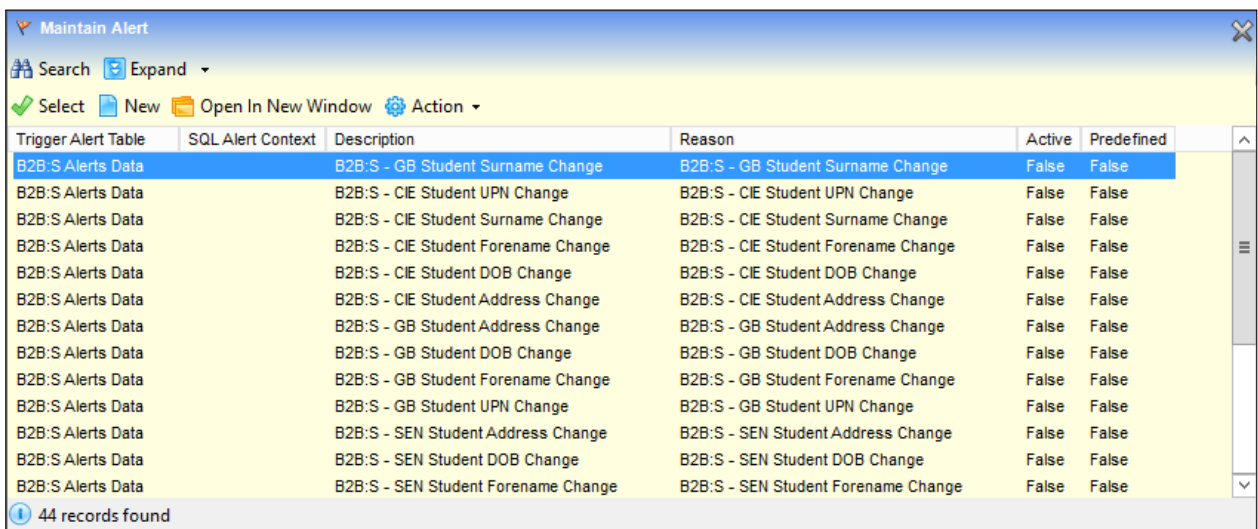 Maintain Alert
Search Expand
Select New Open In New Window Action
Trigger Alert Table SQL Alert Context Description Reason Active Predefined
B2B:S Alerts Data B2B:S - GB Student Surname Change B2B:S - GB Student Surname Change False False
B2B:S Alerts Data B2B:S - CIE Student UPN Change B2B:S - CIE Student UPN Change False False
B2B:S Alerts Data B2B:S - CIE Student Surname Change B2B:S - CIE Student Surname Change False False
B2B:S Alerts Data B2B:S - CIE Student Forename Change B2B:S - CIE Student Forename Change False False
B2B:S Alerts Data B2B:S - CIE Student DOB Change B2B:S - CIE Student DOB Change False False
B2B:S Alerts Data B2B:S - CIE Student Address Change B2B:S - CIE Student Address Change False False
B2B:S Alerts Data B2B:S - GB Student Address Change B2B:S - GB Student Address Change False False
B2B:S Alerts Data B2B:S - GB Student DOB Change B2B:S - GB Student DOB Change False False
B2B:S Alerts Data B2B:S - GB Student Forename Change B2B:S - GB Student Forename Change False False
B2B:S Alerts Data B2B:S - GB Student UPN Change B2B:S - GB Student UPN Change False False
B2B:S Alerts Data B2B:S - SEN Student Address Change B2B:S - SEN Student Address Change False False
B2B:S Alerts Data B2B:S - SEN Student DOB Change B2B:S - SEN Student DOB Change False False
B2B:S Alerts Data B2B:S - SEN Student Forename Change B2B:S - SEN Student Forename Change False False
44 records found